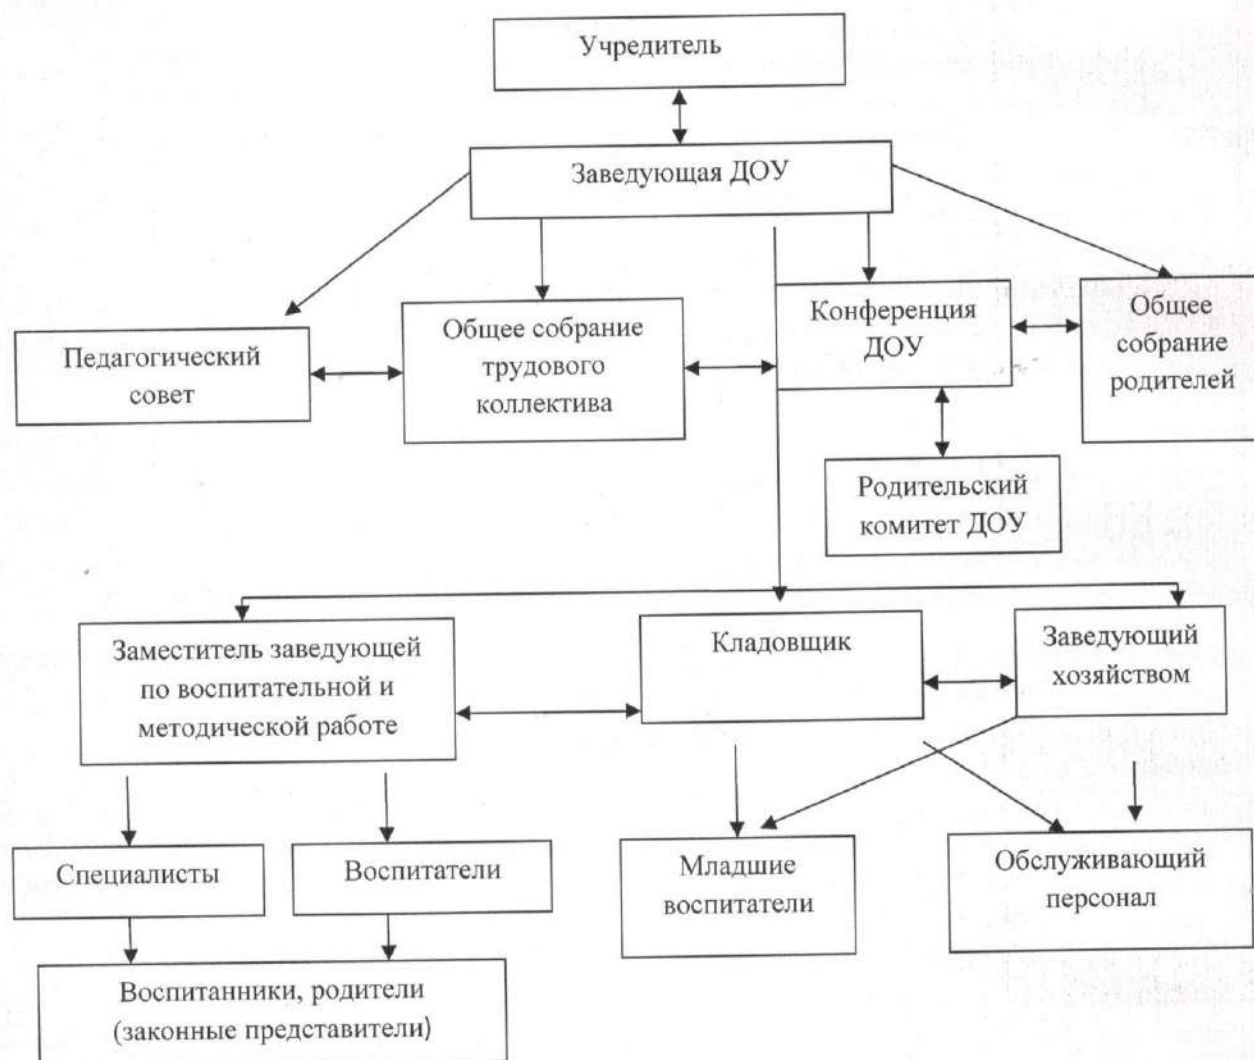 Учредитель
Заведующая ДОУ
Педагогический
совет
Общее собрание
трудового
коллектива
Конференция
ДОУ
Общее
собрание
родителей
Родительский
комитет ДОУ
Заместитель заведующей
по воспитательной и
методической работе
Кладовщик
Заведующий
хозяйством
Специалисты
Воспитатели
Младшие
воспитатели
Обслуживающий
персонал
Воспитанники, родители
(законные представители)